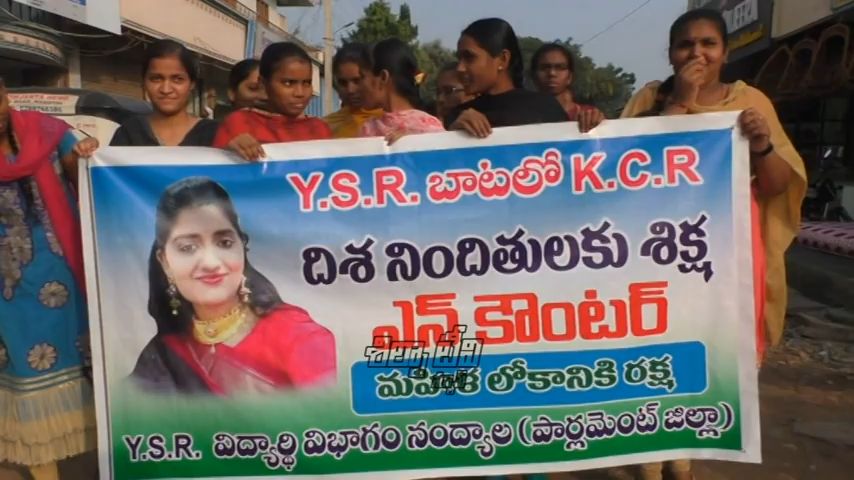 Y.S.R. బాటలో K.C.R
దిశ నిందితులకు శిక్ష
ఎన్ కౌంటర్
మహిళ లోకానికి రక్ష
Y.S.R. విద్యార్థి విభాగం నంద్యాల (పార్లమెంట్ జిల్లా)